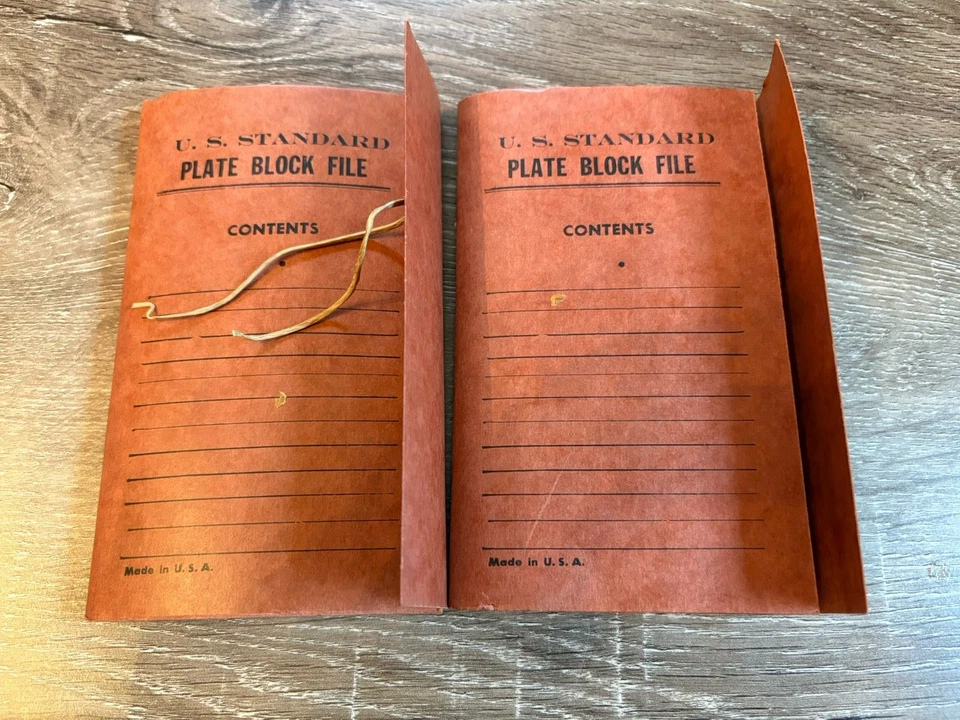 U. S. STANDARD
PLATE BLOCK FILE
CONTENTS
P
Made in U. S. A.
U. S. STANDARD
PLATE BLOCK FILE
CONTENTS
P
Made in U. S. A.